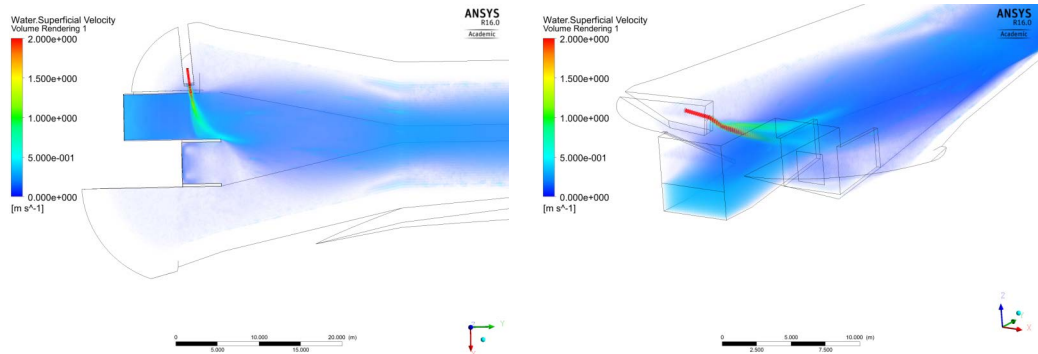 Water.Superficial Velocity
Volume Rendering 1
2.000e+000
1.500e+000
1.000e+000
5.000e-001
0.000e+000
[m s^-1]
ANSYS
R16.0
Academic
0
10.000
20.000
(m)
5.000
15.000
Y
Water.Superficial Velocity
Volume Rendering 1
2.000e+000
1.500e+000
1.000e+000
5.000e-001
0.000e+000
[m s^-1]
ANSYS
R16.0
Academic
0
5.000
10.000
(m)
2.500
7.500
Z
X